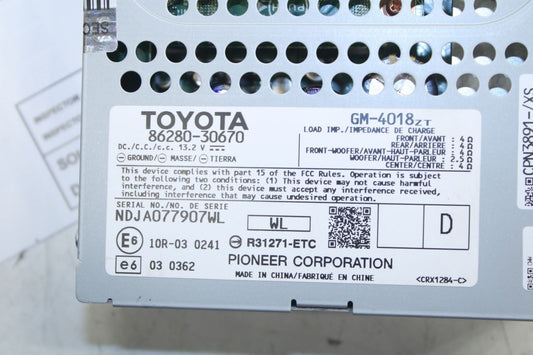 TOYOTA
86280-30670
DC./C.C./c.c. 13.2 V
GROUND/ MASSE/ TIERRA
GM-4018ZT
LOAD IMP./IMPEDANCE DE CHARGE
FRONT/AVANT : 4Ω
REAR/ARRIÈRE : 4Ω
FRONT-WOOFER/AVANT-HAUT-PARLEUR : 4Ω
WOOFER/HAUT-PARLEUR : 2.5Ω
CENTER/CENTRE : 4Ω
This device complies with part 15 of the FCC Rules. Operation is subject
to the following two conditions: (1) This device may not cause harmful
interference, and (2) this device must accept any interference received,
including interference that may cause undesired operation.
SERIAL NO./NO. DE SERIE
NDJA077907WL
WL
D
E6
10R-03 0241
R31271-ETC
e6
03 0362
PIONEER CORPORATION
MADE IN CHINA/FABRIQUÉ EN CHINE
<CRX1284-C>
CPN3891-/XS
INSPECTOR